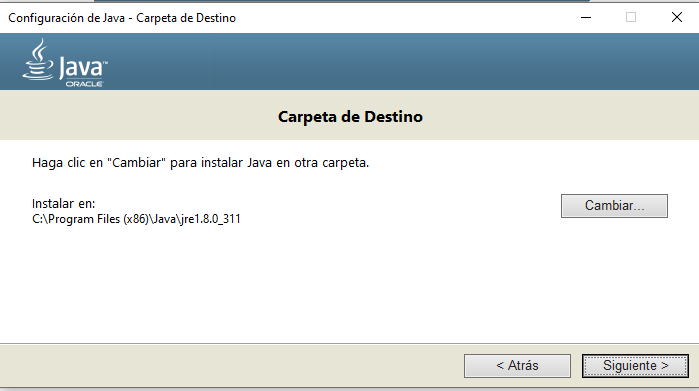 Configuración de Java - Carpeta de Destino
Java™
ORACLE
Carpeta de Destino
Haga clic en "Cambiar" para instalar Java en otra carpeta.
Instalar en:
C:\Program Files (x86)\Java\jre1.8.0_311
Cambiar...
< Atrás
Siguiente >